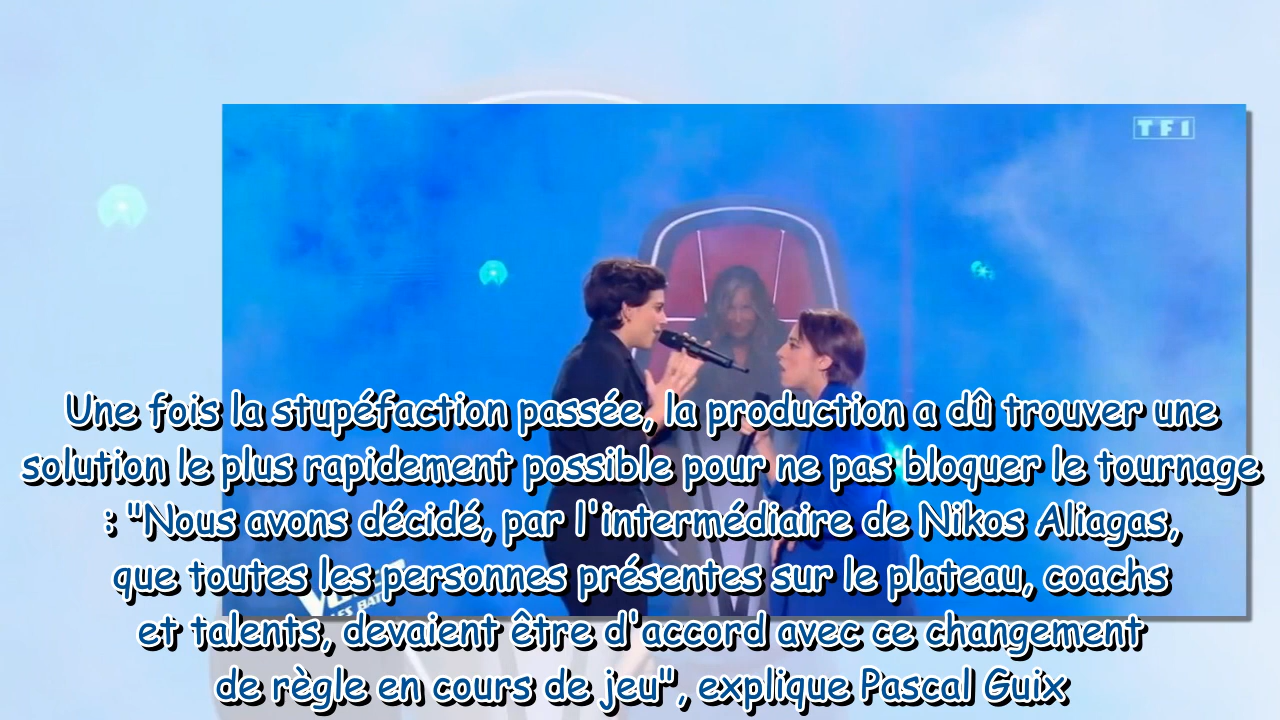 TF1
Une fois la stupéfaction passée, la production a dû trouver une
solution le plus rapidement possible pour ne pas bloquer le tournage
: "Nous avons décidé, par l'intermédiaire de Nikos Aliagas,
que toutes les personnes présentes sur le plateau, coachs
et talents, devaient être d'accord avec ce changement
de règle en cours de jeu", explique Pascal Guix